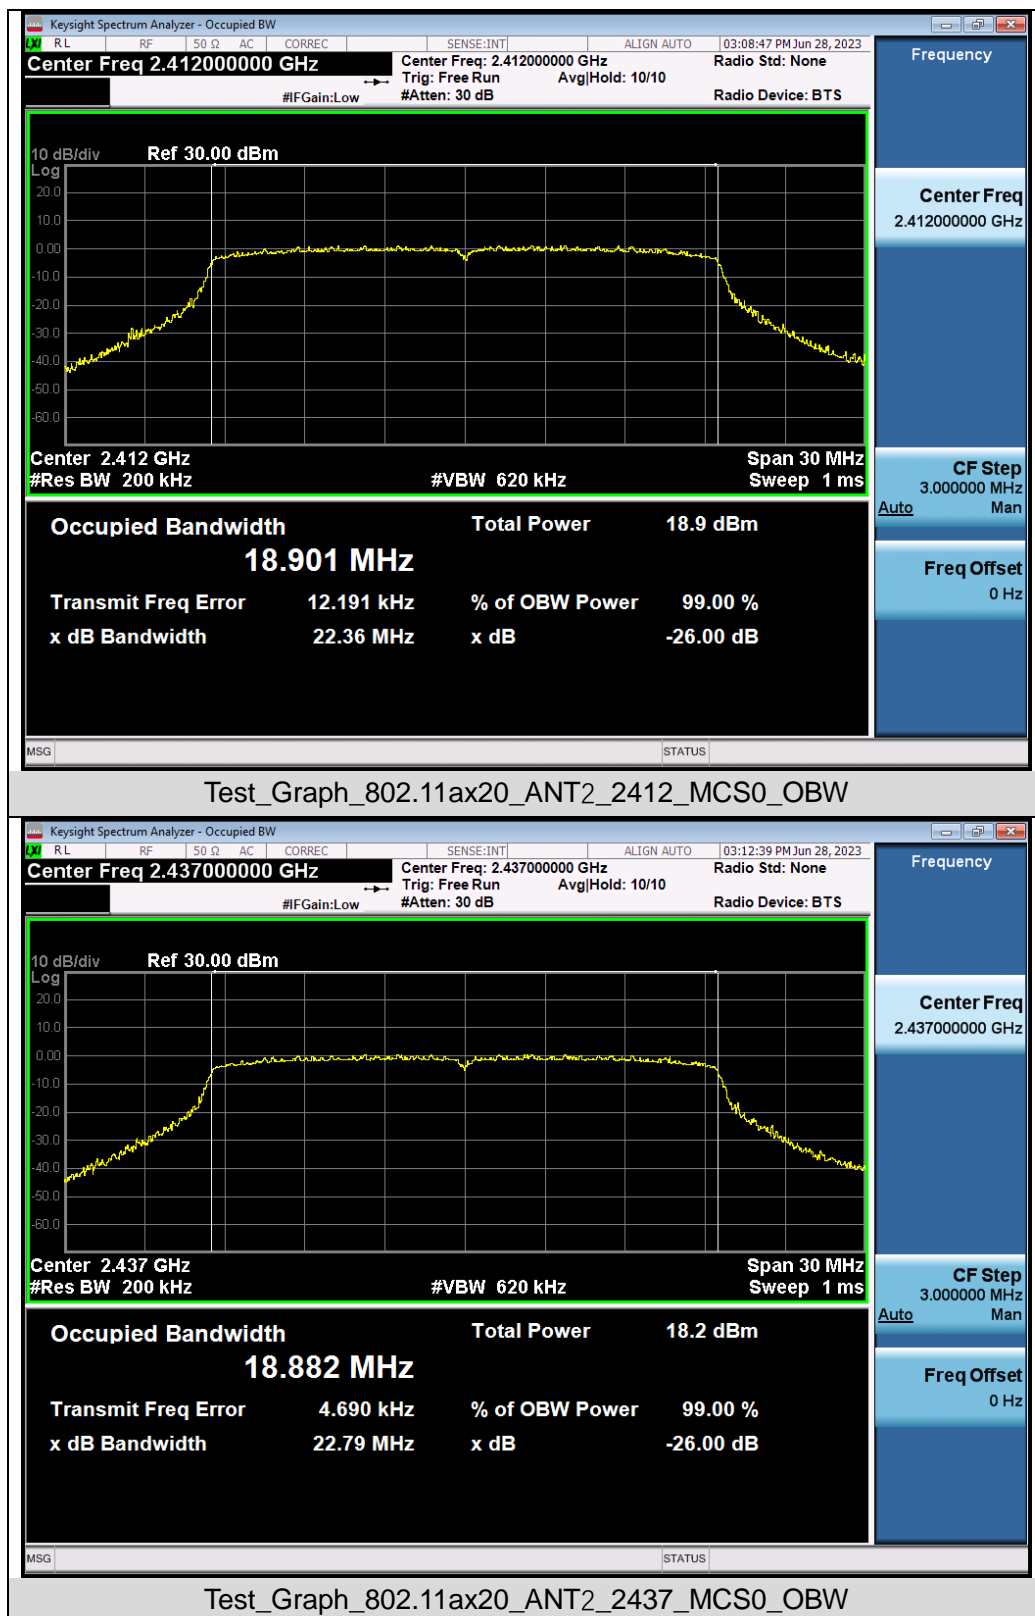 Keysight Spectrum Analyzer - Occupied BW
LXI RL RF 50 Ω AC CORREC SENSE:INT ALIGN AUTO 03:08:47 PM Jun 28, 2023
Center Freq 2.412000000 GHz Center Freq: 2.412000000 GHz Radio Std: None
Trig: Free Run Avg|Hold: 10/10
#IFGain:Low #Atten: 30 dB Radio Device: BTS
Frequency
10 dB/div Ref 30.00 dBm
Log
20.0
10.0
0.00
-10.0
-20.0
-30.0
-40.0
-50.0
-60.0
Center 2.412 GHz Span 30 MHz
#Res BW 200 kHz #VBW 620 kHz Sweep 1 ms
Center Freq
2.412000000 GHz
CF Step
3.000000 MHz
Auto Man
Freq Offset
0 Hz
Occupied Bandwidth Total Power 18.9 dBm
18.901 MHz
Transmit Freq Error 12.191 kHz % of OBW Power 99.00 %
x dB Bandwidth 22.36 MHz x dB -26.00 dB
MSG STATUS
Test_Graph_802.11ax20_ANT2_2412_MCS0_OBW
Keysight Spectrum Analyzer - Occupied BW
LXI RL RF 50 Ω AC CORREC SENSE:INT ALIGN AUTO 03:12:39 PM Jun 28, 2023
Center Freq 2.437000000 GHz Center Freq: 2.437000000 GHz Radio Std: None
Trig: Free Run Avg|Hold: 10/10
#IFGain:Low #Atten: 30 dB Radio Device: BTS
Frequency
10 dB/div Ref 30.00 dBm
Log
20.0
10.0
0.00
-10.0
-20.0
-30.0
-40.0
-50.0
-60.0
Center 2.437 GHz Span 30 MHz
#Res BW 200 kHz #VBW 620 kHz Sweep 1 ms
Center Freq
2.437000000 GHz
CF Step
3.000000 MHz
Auto Man
Freq Offset
0 Hz
Occupied Bandwidth Total Power 18.2 dBm
18.882 MHz
Transmit Freq Error 4.690 kHz % of OBW Power 99.00 %
x dB Bandwidth 22.79 MHz x dB -26.00 dB
MSG STATUS
Test_Graph_802.11ax20_ANT2_2437_MCS0_OBW